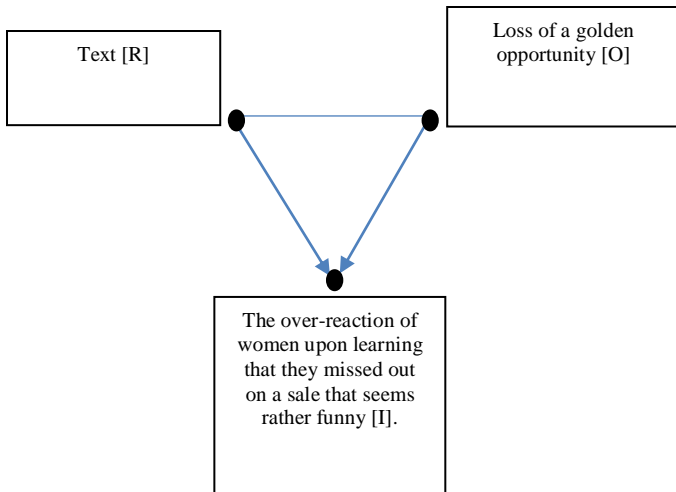 Text [R]
Loss of a golden
opportunity [O]
The over-reaction of
women upon learning
that they missed out
on a sale that seems
rather funny [I].